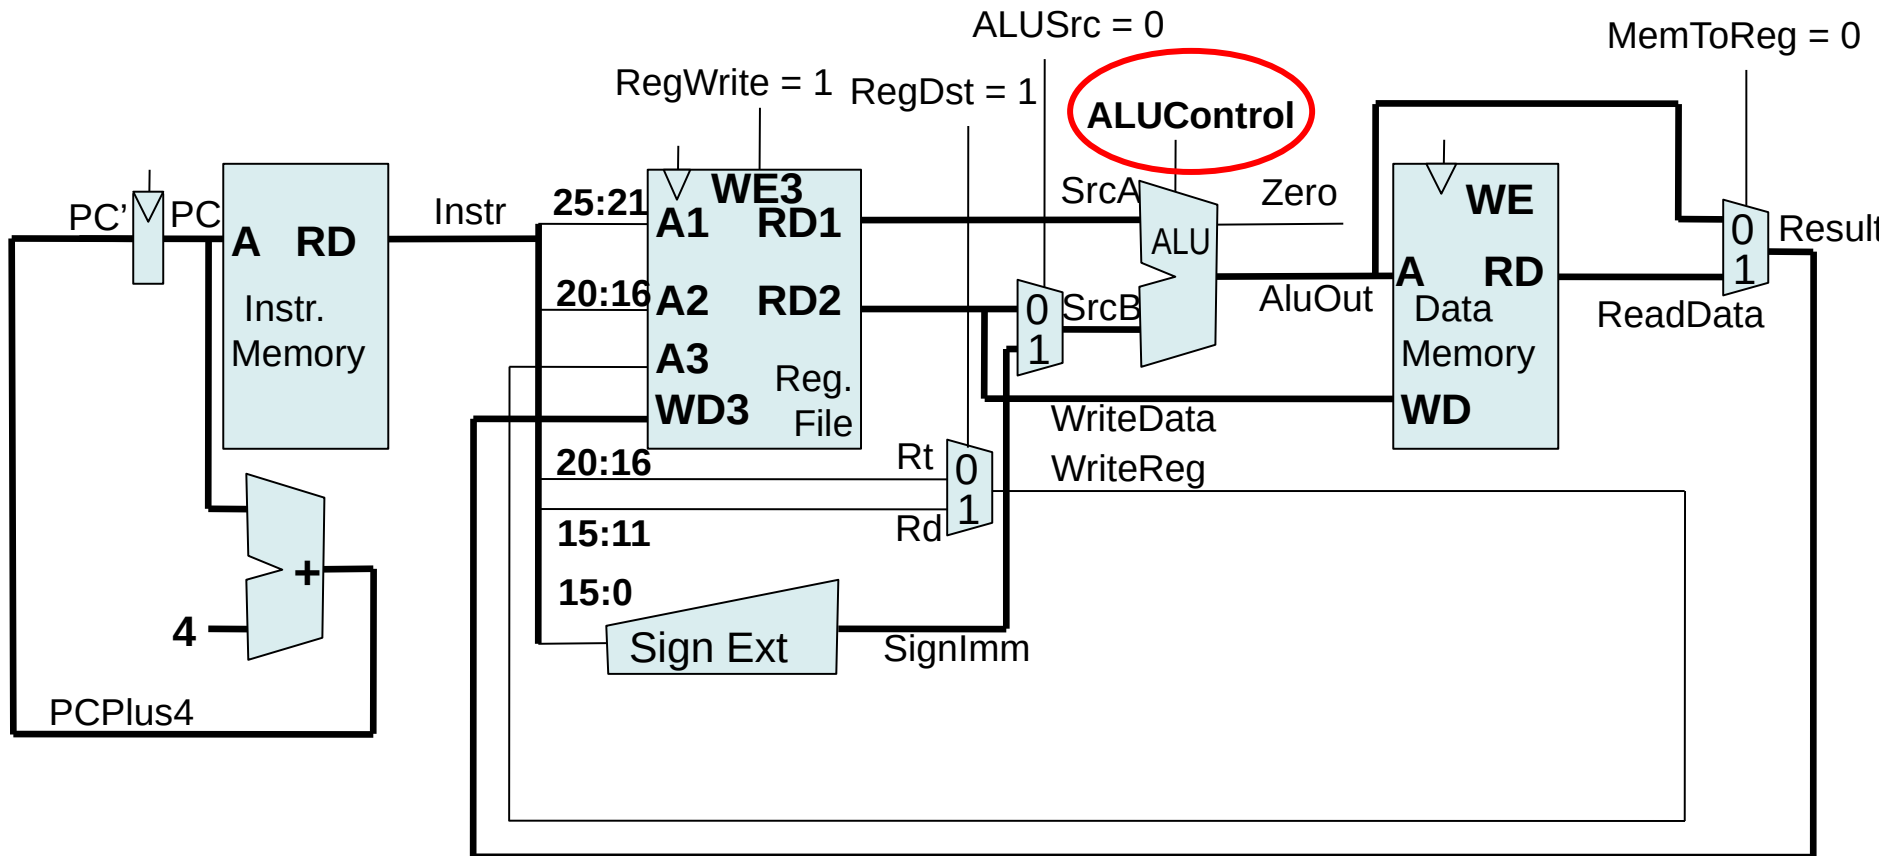 ALUSrc = 0
MemToReg = 0
RegWrite = 1
RegDst = 1
ALUControl
PC’
PC
A RD
Instr.
Memory
Instr
25:21
20:16
WE3
A1 RD1
A2 RD2
A3
WD3
Reg.
File
SrcA
SrcB
0
1
ALU
Zero
AluOut
WE
A RD
Data
Memory
WD
ReadData
0
1
Result
WriteData
WriteReg
20:16
15:11
15:0
Rt
Rd
0
1
+
4
PCPlus4
Sign Ext
SignImm